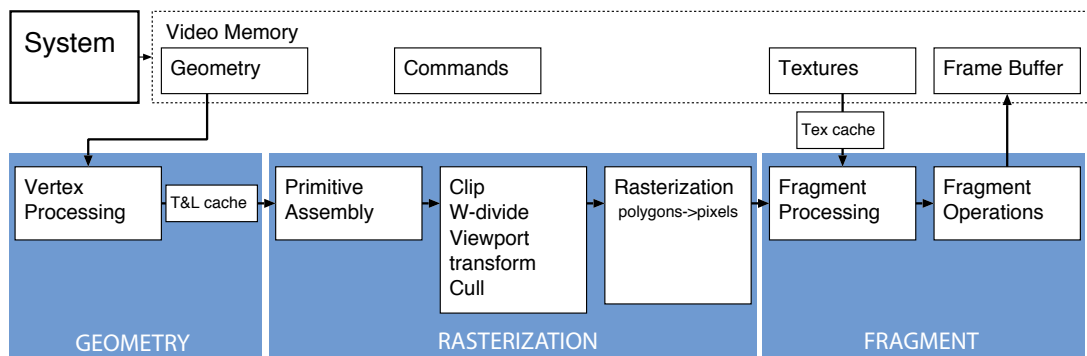 System
Video Memory
Geometry
Commands
Textures
Frame Buffer
Tex cache
Vertex
Processing
T&L cache
Primitive
Assembly
Clip
W-divide
Viewport
transform
Cull
Rasterization
polygons->pixels
Fragment
Processing
Fragment
Operations
GEOMETRY
RASTERIZATION
FRAGMENT